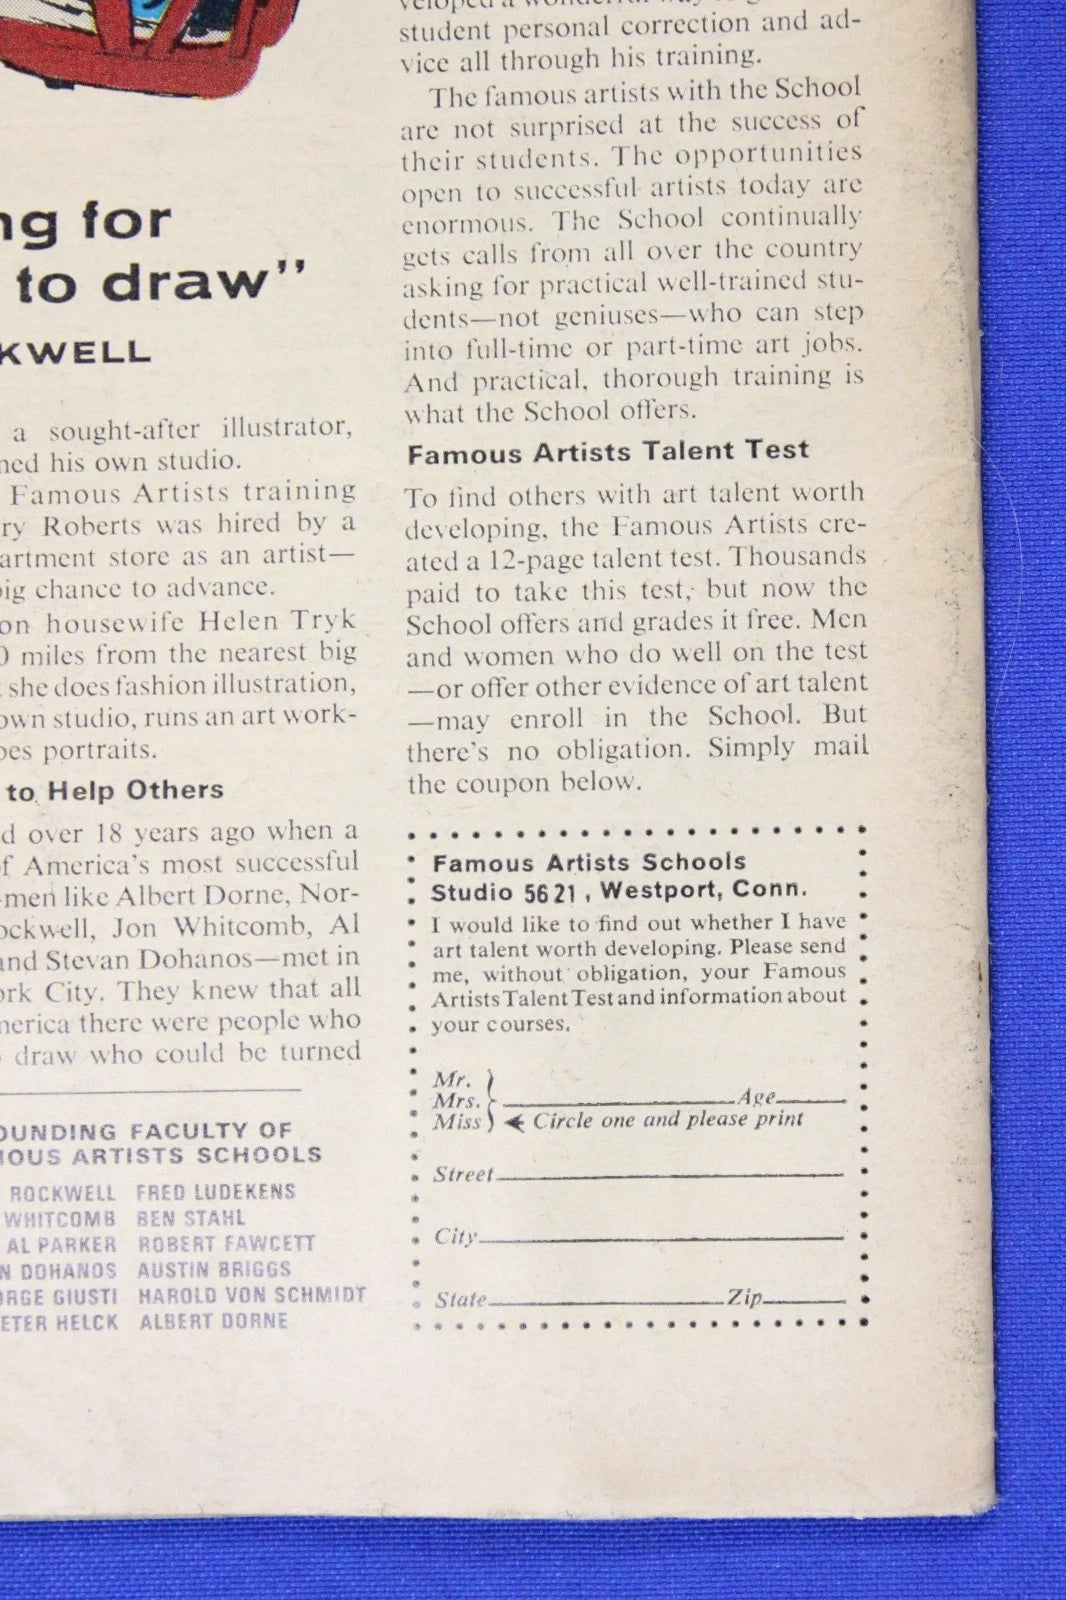 ng for
to draw”
KWELL
a sought-after illustrator,
ned his own studio.
Famous Artists training
ry Roberts was hired by a
artment store as an artist—
big chance to advance.
on housewife Helen Tryk
0 miles from the nearest big
she does fashion illustration,
own studio, runs an art work-
oes portraits.
to Help Others
d over 18 years ago when a
of America's most successful
-men like Albert Dorne, Nor-
ockwell, Jon Whitcomb, Al
and Stevan Dohanos—met in
ork City. They knew that all
merica there were people who
draw who could be turned
OUNDING FACULTY OF
MOUS ARTISTS SCHOOLS
ROCKWELL FRED LUDEKENS
WHITCOMB BEN STAHL
AL PARKER ROBERT FAWCETT
N DOHANOS AUSTIN BRIGGS
ORGE GIUSTI HAROLD VON SCHMIDT
ETER HELCK ALBERT DORNE
student personal correction and ad-
vice all through his training.
The famous artists with the School
are not surprised at the success of
their students. The opportunities
open to successful artists today are
enormous. The School continually
gets calls from all over the country
asking for practical well-trained stu-
dents—not geniuses—who can step
into full-time or part-time art jobs.
And practical, thorough training is
what the School offers.
Famous Artists Talent Test
To find others with art talent worth
developing, the Famous Artists cre-
ated a 12-page talent test. Thousands
paid to take this test, but now the
School offers and grades it free. Men
and women who do well on the test
—or offer other evidence of art talent
—may enroll in the School. But
there's no obligation. Simply mail
the coupon below.
Famous Artists Schools
Studio 5621, Westport, Conn.
I would like to find out whether I have
art talent worth developing. Please send
me, without obligation, your Famous
Artists Talent Test and information about
your courses.
Mr.
Mrs. Age
Miss Circle one and please print
Street
City
State Zip